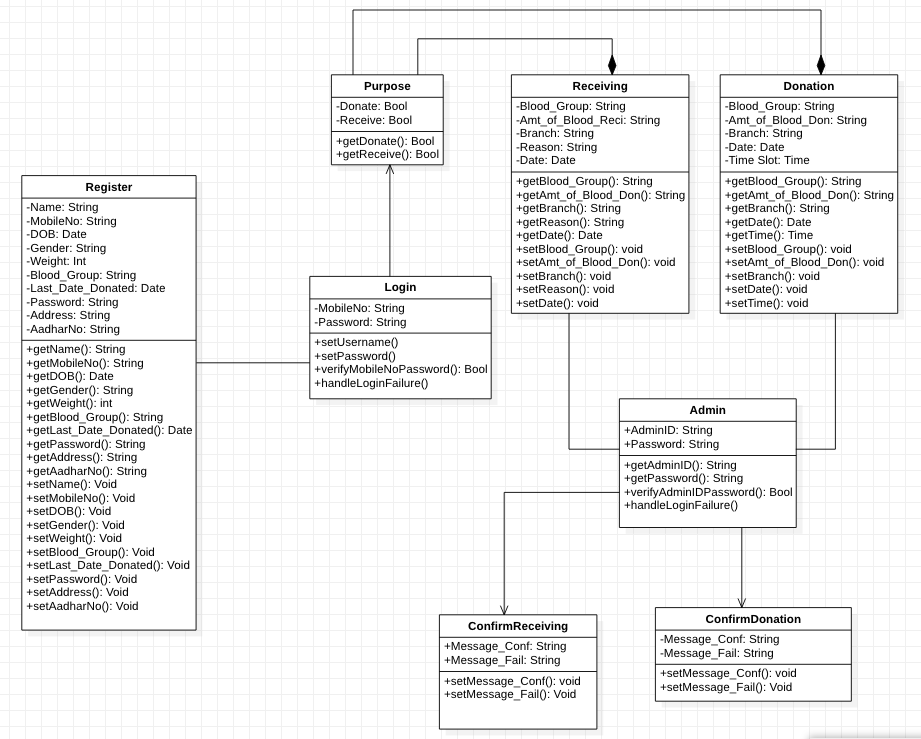 Purpose
-Donate: Bool
-Receive: Bool
+getDonate(): Bool
+getReceive(): Bool
Receiving
-Blood_Group: String
-Amt_of_Blood_Reci: String
-Branch: String
-Reason: String
-Date: Date
+getBlood_Group(): String
+getAmt_of_Blood_Don(): String
+getBranch(): String
+getReason(): String
+getDate(): Date
+setBlood_Group(): void
+setAmt_of_Blood_Don(): void
+setBranch(): void
+setReason(): void
+setDate(): void
Donation
-Blood_Group: String
-Amt_of_Blood_Don: String
-Branch: String
-Date: Date
-Time Slot: Time
+getBlood_Group(): String
+getAmt_of_Blood_Don(): String
+getBranch(): String
+getDate(): Date
+getTime(): Time
+setBlood_Group(): void
+setAmt_of_Blood_Don(): void
+setBranch(): void
+setDate(): void
+setTime(): void
Register
-Name: String
-MobileNo: String
-DOB: Date
-Gender: String
-Weight: Int
-Blood_Group: String
-Last_Date_Donated: Date
-Password: String
-Address: String
-AadharNo: String
+getName(): String
+getMobileNo(): String
+getDOB(): Date
+getGender(): String
+getWeight(): int
+getBlood_Group(): String
+getLast_Date_Donated(): Date
+getPassword(): String
+getAddress(): String
+getAadharNo(): String
+setName(): Void
+setMobileNo(): Void
+setDOB(): Void
+setGender(): Void
+setWeight(): Void
+setBlood_Group(): Void
+setLast_Date_Donated(): Void
+setPassword(): Void
+setAddress(): Void
+setAadharNo(): Void
Login
-MobileNo: String
-Password: String
+setUsername()
+setPassword()
+verifyMobileNoPassword(): Bool
+handleLoginFailure()
Admin
+AdminID: String
+Password: String
+getAdminID(): String
+getPassword(): String
+verifyAdminIDPassword(): Bool
+handleLoginFailure()
ConfirmReceiving
+Message_Conf: String
+Message_Fail: String
+setMessage_Conf(): void
+setMessage_Fail(): Void
ConfirmDonation
-Message_Conf: String
-Message_Fail: String
+setMessage_Conf(): void
+setMessage_Fail(): Void